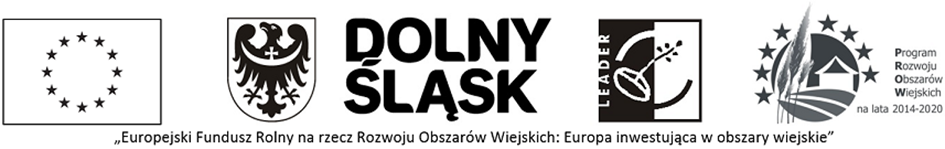 DOLNY
ŚLĄSK
LEADER
Program
Rozwoju
Obszarów
Wiejskich
na lata 2014-2020
„Europejski Fundusz Rolny na rzecz Rozwoju Obszarów Wiejskich: Europa inwestująca w obszary wiejskie”